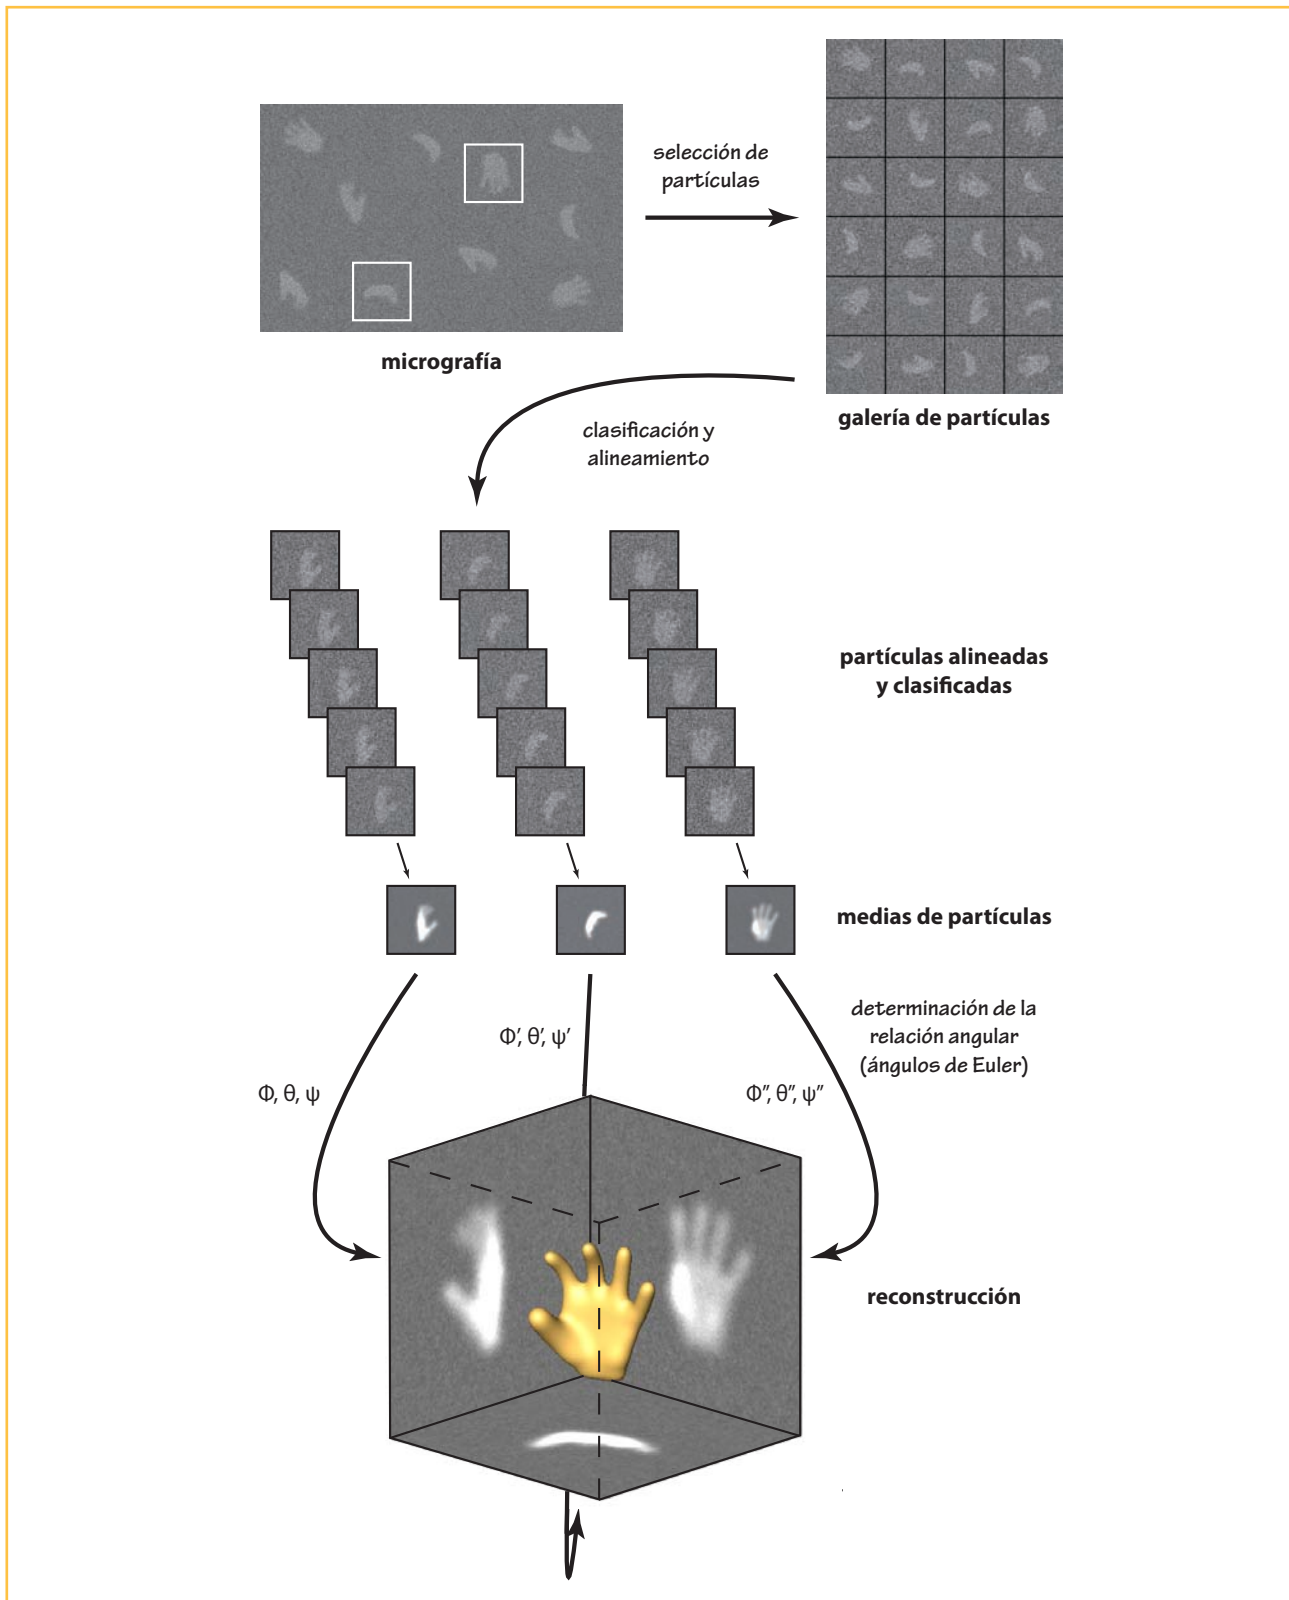 selección de
partículas
micrografía
galería de partículas
clasificación y
alineamiento
partículas alineadas
y clasificadas
medias de partículas
determinación de la
relación angular
(ángulos de Euler)
Φ, θ, ψ
Φ', θ', ψ'
Φ", θ", ψ"
reconstrucción